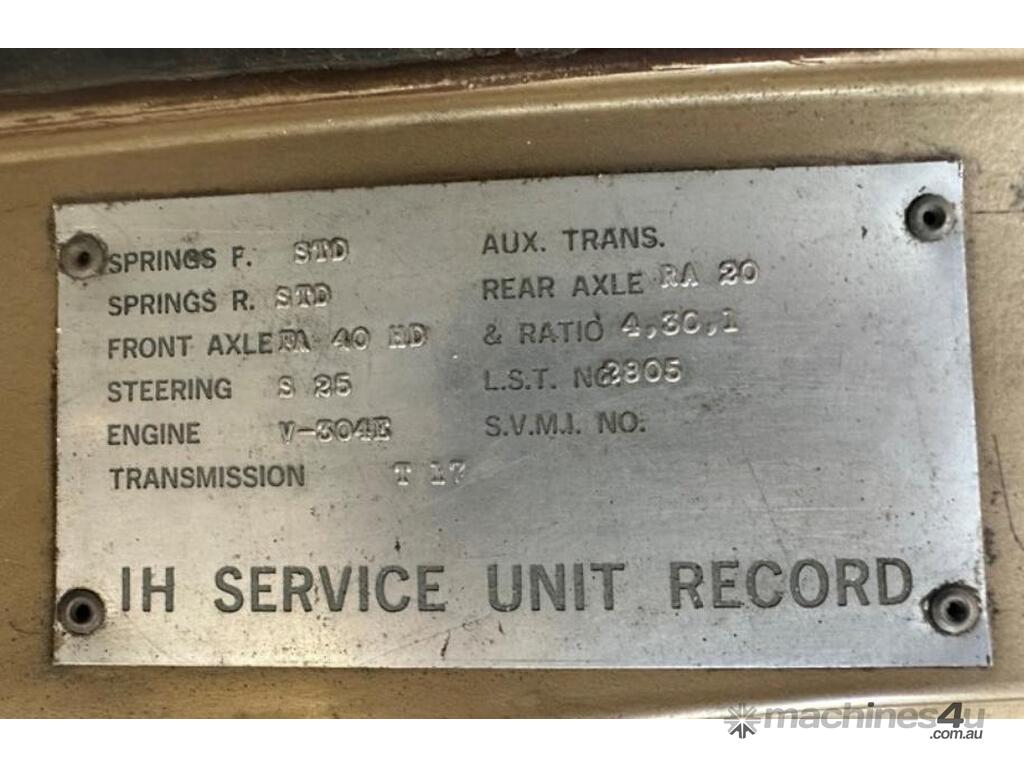 SPRINGS F. STD
SPRINGS R. STD
FRONT AXLE FA 40 HD
STEERING S 25
ENGINE V-304E
TRANSMISSION T 17
AUX. TRANS.
REAR AXLE RA 20
& RATIO 4,30,1
L.S.T. NO 2805
S.V.M.I. NO:
IH SERVICE UNIT RECORD
machines4u
.com.au